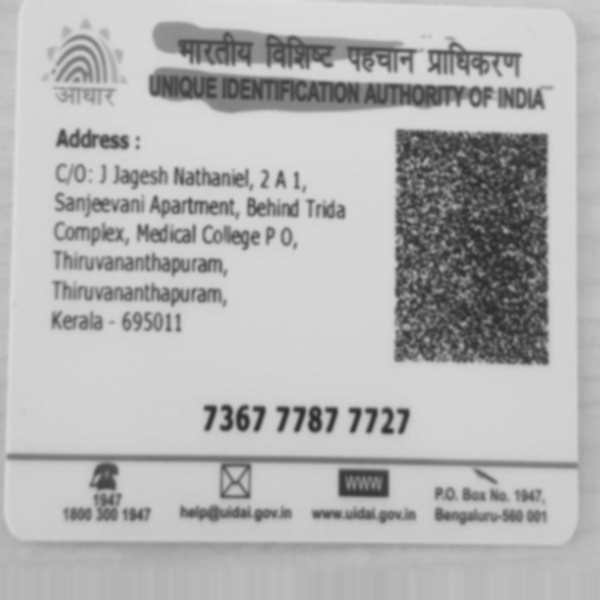 भारतीय विशिष्ट पहचान प्राधिकरण
UNIQUE IDENTIFICATION AUTHORITY OF INDIA
आधार
Address :
C/O: J Jagesh Nathaniel, 2 A 1,
Sanjeevani Apartment, Behind Trida
Complex, Medical College P O,
Thiruvananthapuram,
Thiruvananthapuram,
Kerala - 695011
7367 7787 7727
1947
1800 300 1947
help@uidai.gov.in
WWW
www.uidai.gov.in
P.O. Box No. 1947,
Bengaluru-560 001